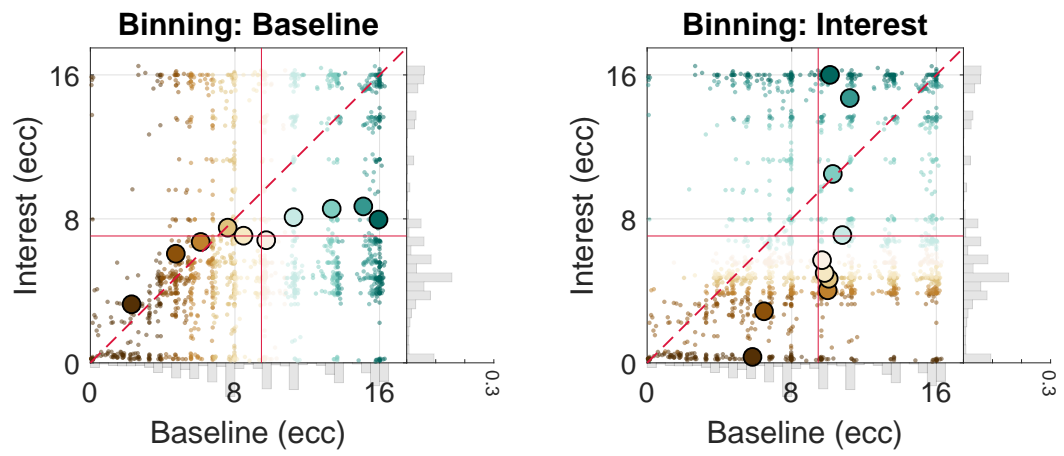 Binning: Baseline
16
8
0
Interest (ecc)
0
8
16
0.3
Baseline (ecc)
Binning: Interest
16
8
0
Interest (ecc)
0
8
16
0.3
Baseline (ecc)